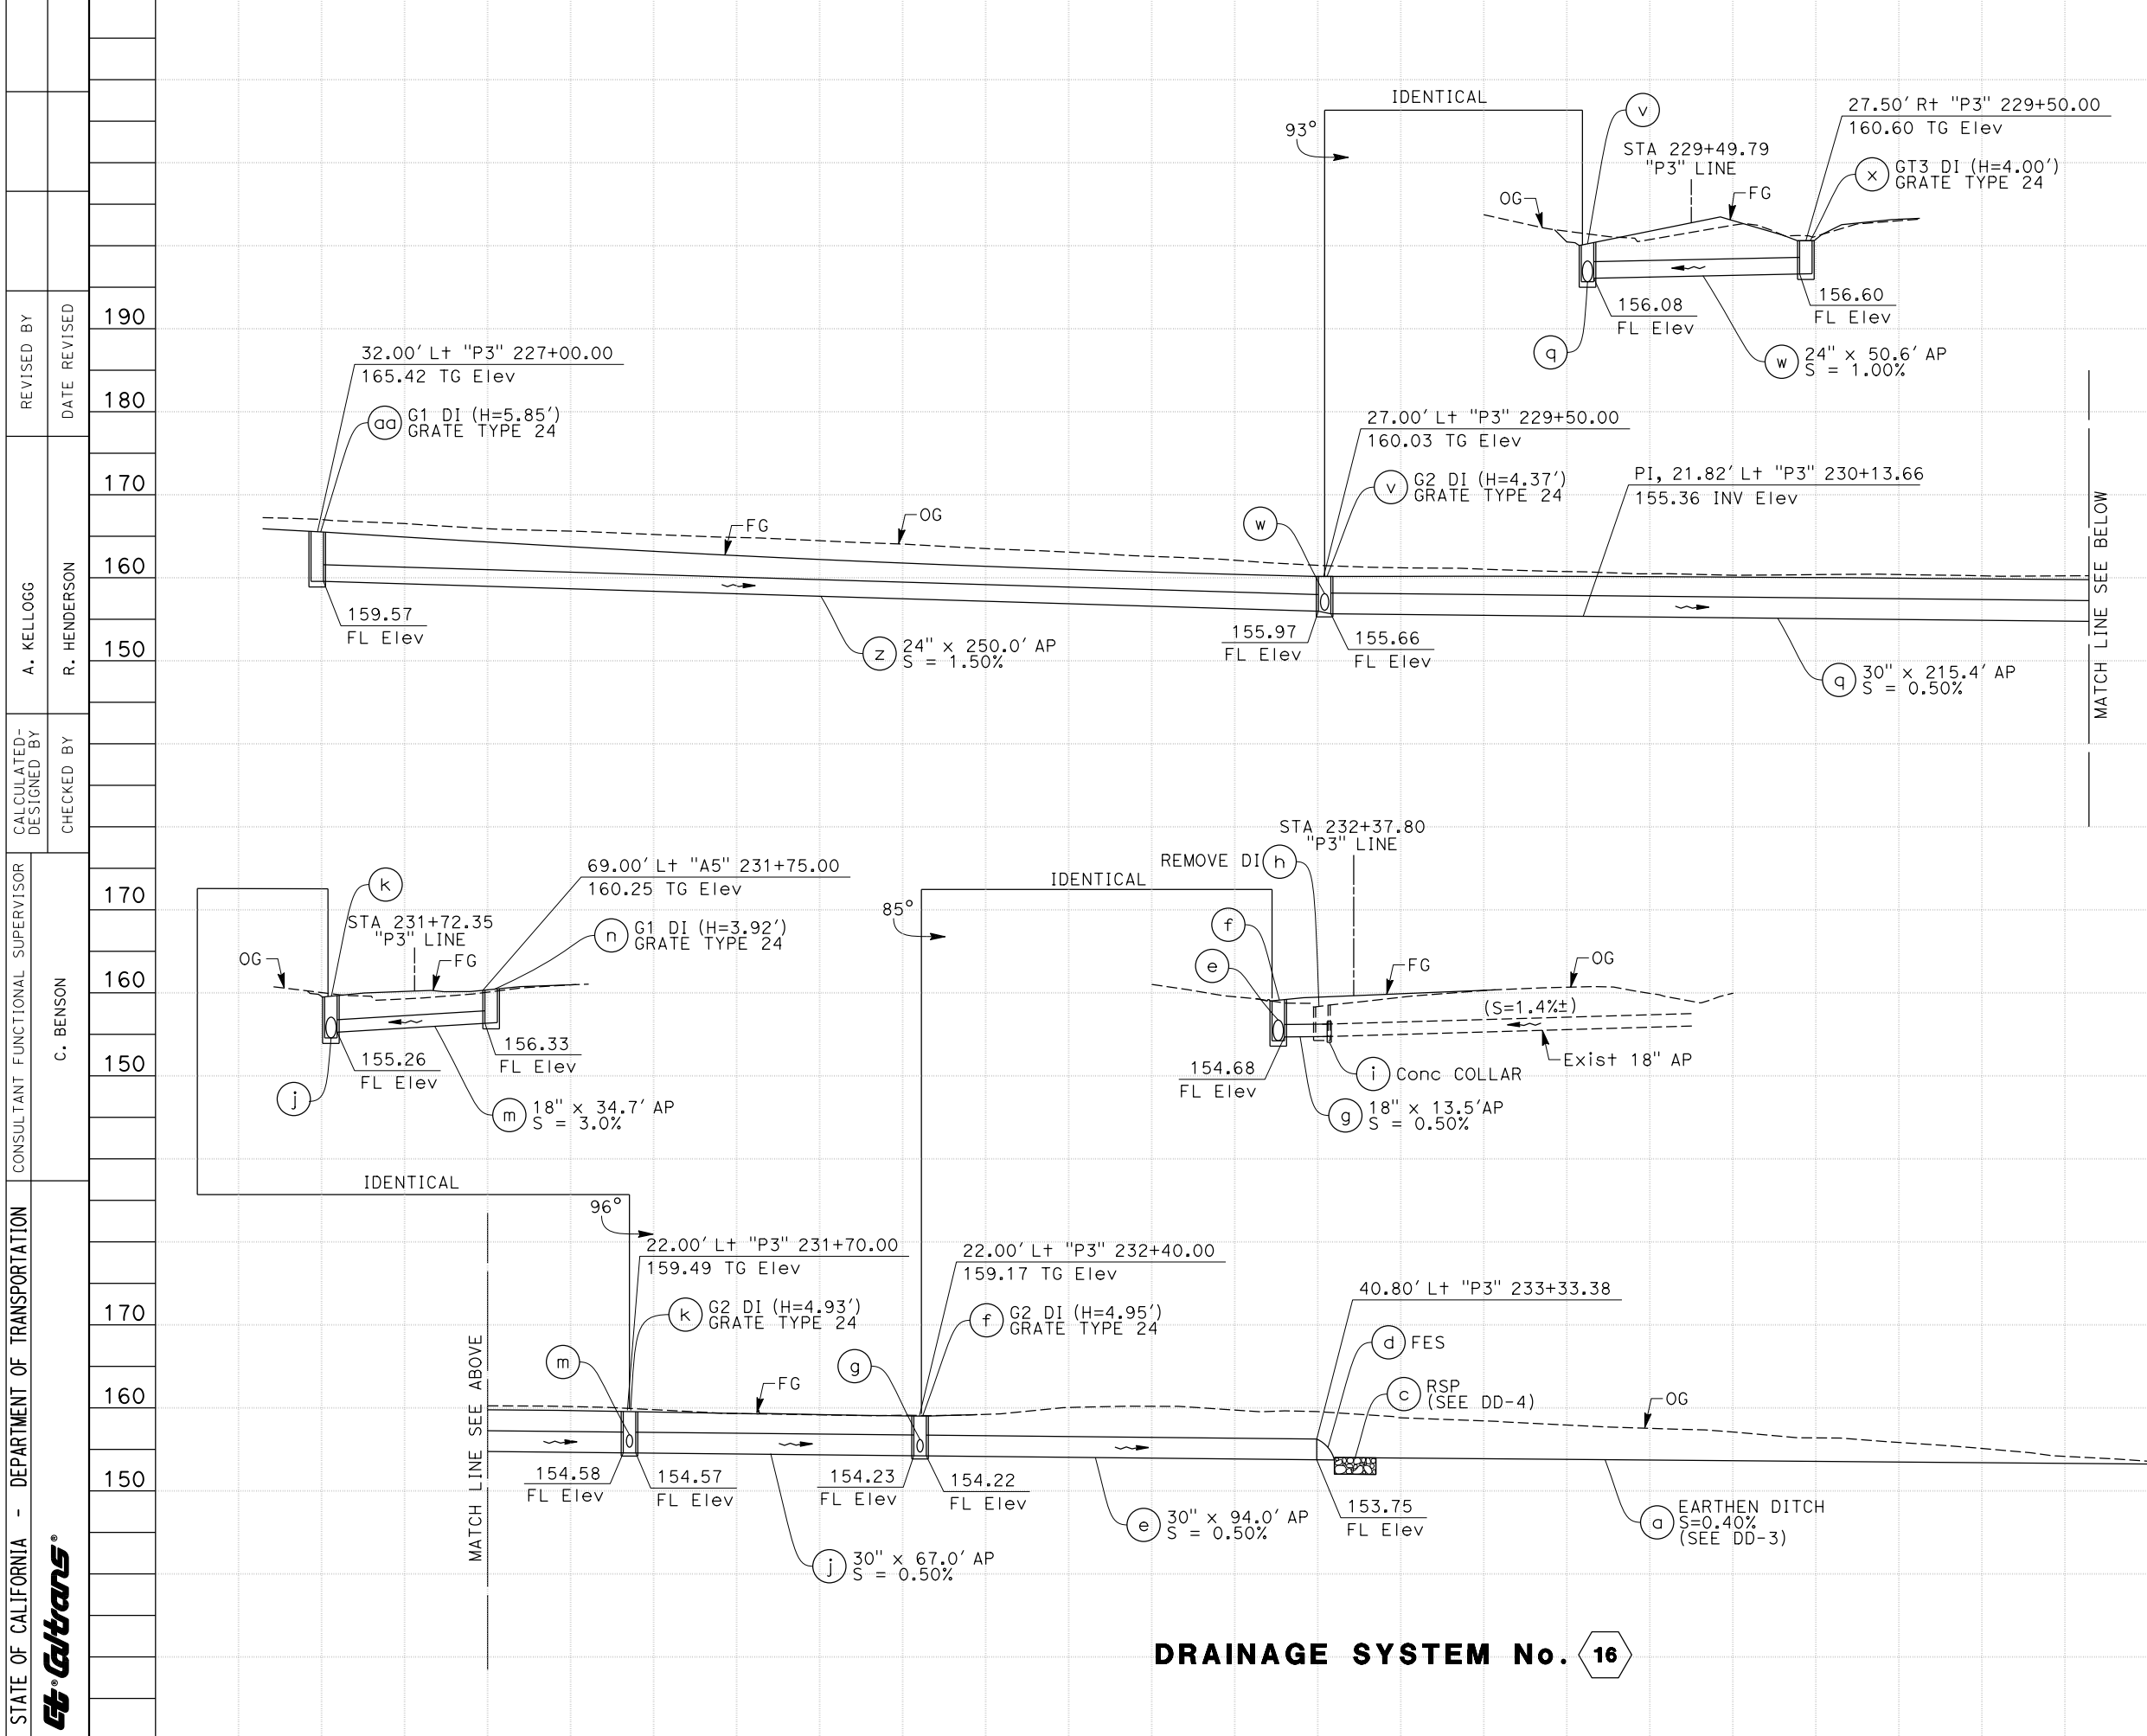 STATE OF CALIFORNIA - DEPARTMENT OF TRANSPORTATION
Caltrans
CONSULTANT FUNCTIONAL SUPERVISOR
C. BENSON
CALCULATED-
DESIGNED BY
CHECKED BY
A. KELLOGG
R. HENDERSON
REVISED BY
DATE REVISED
190
180
170
160
150
IDENTICAL
93°
v
27.50' Rt "P3" 229+50.00
160.60 TG Elev
STA 229+49.79
"P3" LINE
x
GT3 DI (H=4.00')
GRATE TYPE 24
OG
FG
156.08
FL Elev
156.60
FL Elev
q
w
24" x 50.6' AP
S = 1.00%
32.00' Lt "P3" 227+00.00
165.42 TG Elev
aa
G1 DI (H=5.85')
GRATE TYPE 24
27.00' Lt "P3" 229+50.00
160.03 TG Elev
v
G2 DI (H=4.37')
GRATE TYPE 24
PI, 21.82' Lt "P3" 230+13.66
155.36 INV Elev
w
FG
OG
159.57
FL Elev
z
24" x 250.0' AP
S = 1.50%
155.97
FL Elev
155.66
FL Elev
q
30" x 215.4' AP
S = 0.50%
MATCH LINE SEE BELOW
170
160
150
k
69.00' Lt "A5" 231+75.00
160.25 TG Elev
STA 231+72.35
"P3" LINE
n
G1 DI (H=3.92')
GRATE TYPE 24
OG
FG
155.26
FL Elev
156.33
FL Elev
j
m
18" x 34.7' AP
S = 3.0%
IDENTICAL
85°
STA 232+37.80
"P3" LINE
REMOVE DI
h
f
e
FG
OG
(S=1.4%±)
Exist 18" AP
154.68
FL Elev
i
Conc COLLAR
g
18" x 13.5'AP
S = 0.50%
IDENTICAL
96°
170
160
150
22.00' Lt "P3" 231+70.00
159.49 TG Elev
k
G2 DI (H=4.93')
GRATE TYPE 24
22.00' Lt "P3" 232+40.00
159.17 TG Elev
f
G2 DI (H=4.95')
GRATE TYPE 24
40.80' Lt "P3" 233+33.38
d
FES
c
RSP
(SEE DD-4)
m
g
FG
OG
MATCH LINE SEE ABOVE
154.58
FL Elev
154.57
FL Elev
154.23
FL Elev
154.22
FL Elev
153.75
FL Elev
j
30" x 67.0' AP
S = 0.50%
e
30" x 94.0' AP
S = 0.50%
a
EARTHEN DITCH
S=0.40%
(SEE DD-3)
DRAINAGE SYSTEM No. 16